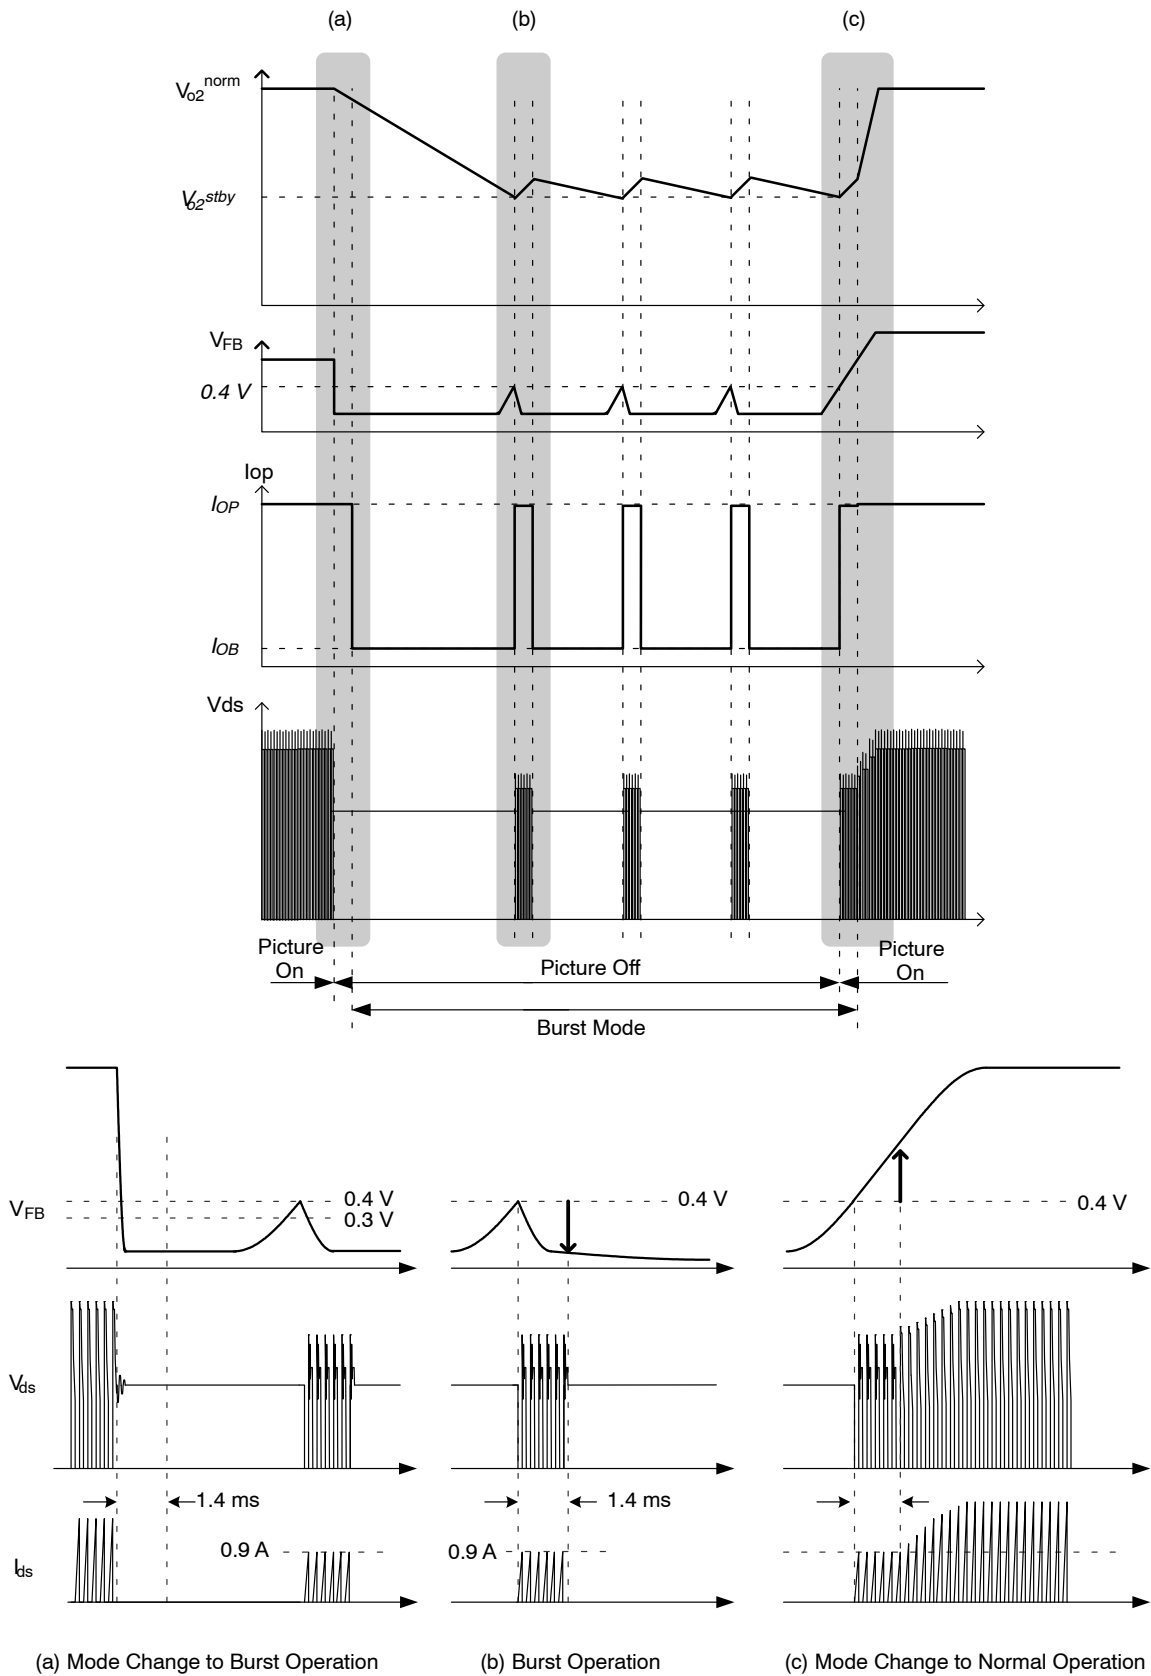 (a) (b) (c)
Vo2norm
Vo2stby
VFB
0.4 V
Iop
IOP
IOB
Vds
Picture On
Picture Off
Picture On
Burst Mode
VFB
0.4 V
0.3 V
0.4 V
0.4 V
Vds
1.4 ms
1.4 ms
0.9 A
0.9 A
Ids
(a) Mode Change to Burst Operation
(b) Burst Operation
(c) Mode Change to Normal Operation